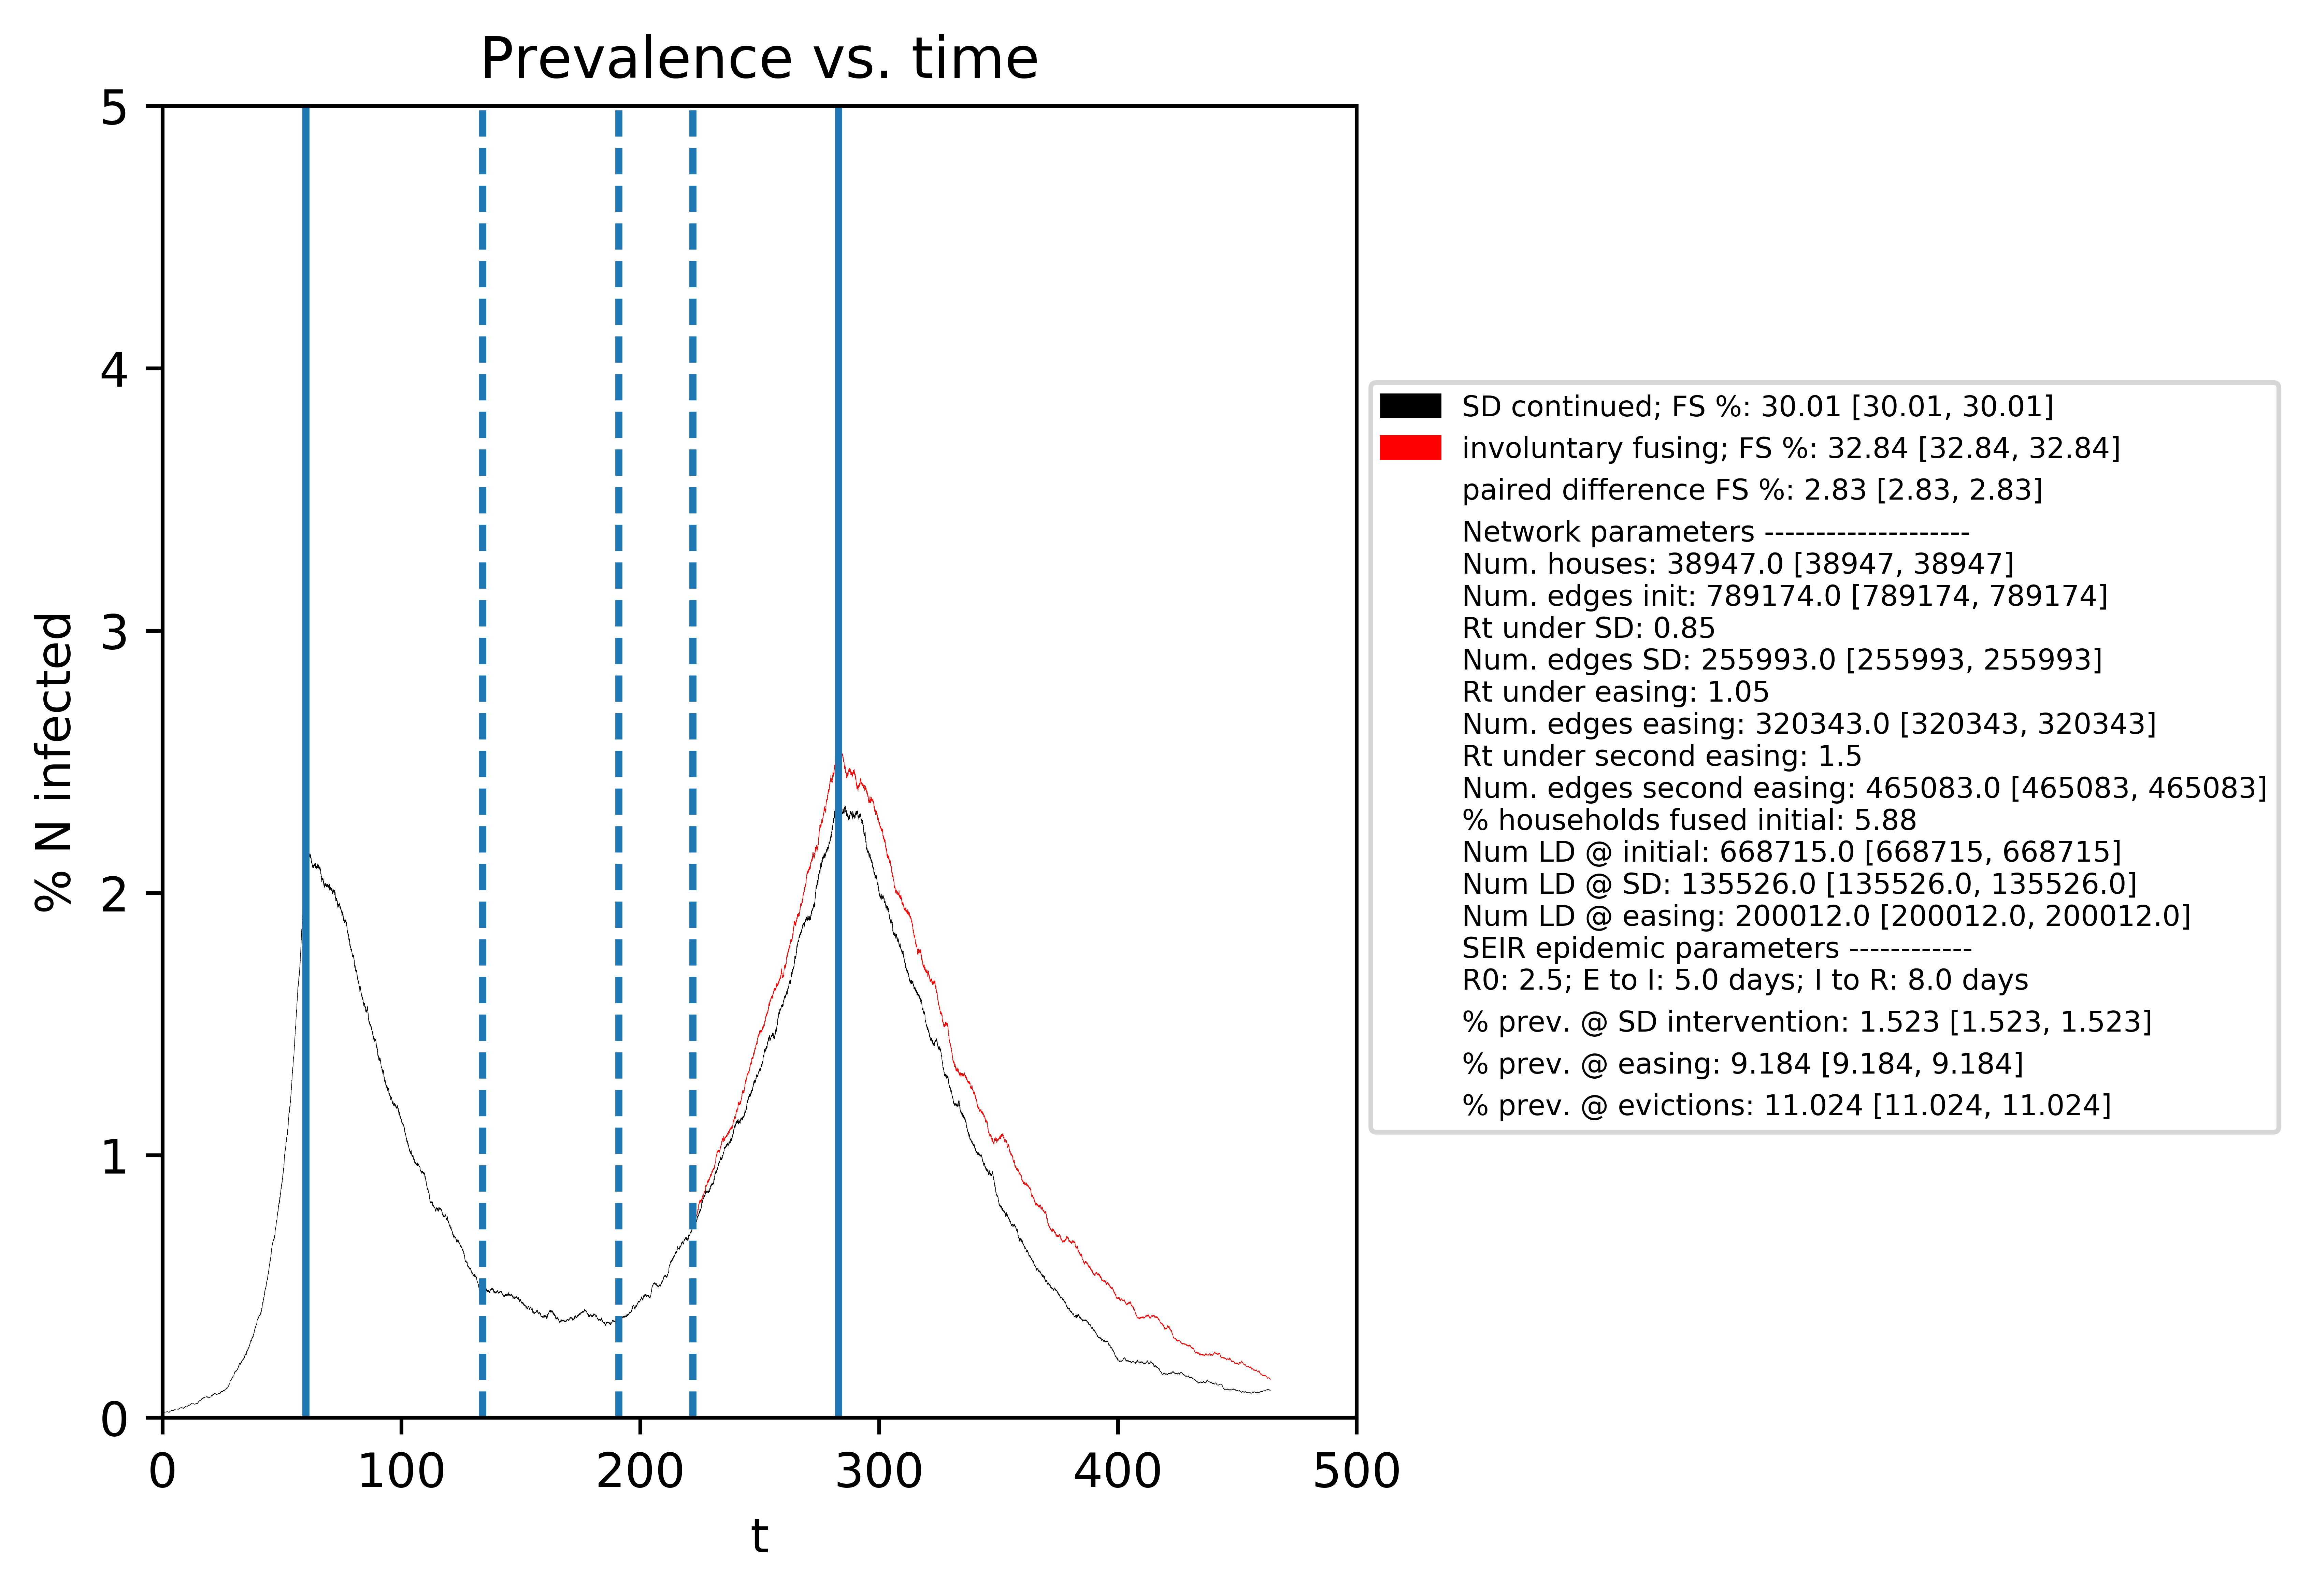 Prevalence vs. time
5
4
3
2
1
0
% N infected
0 100 200 300 400 500
t
SD continued; FS %: 30.01 [30.01, 30.01]
involuntary fusing; FS %: 32.84 [32.84, 32.84]
paired difference FS %: 2.83 [2.83, 2.83]
Network parameters --------------------
Num. houses: 38947.0 [38947, 38947]
Num. edges init: 789174.0 [789174, 789174]
Rt under SD: 0.85
Num. edges SD: 255993.0 [255993, 255993]
Rt under easing: 1.05
Num. edges easing: 320343.0 [320343, 320343]
Rt under second easing: 1.5
Num. edges second easing: 465083.0 [465083, 465083]
% households fused initial: 5.88
Num LD @ initial: 668715.0 [668715, 668715]
Num LD @ SD: 135526.0 [135526.0, 135526.0]
Num LD @ easing: 200012.0 [200012.0, 200012.0]
SEIR epidemic parameters ------------
R0: 2.5; E to I: 5.0 days; I to R: 8.0 days
% prev. @ SD intervention: 1.523 [1.523, 1.523]
% prev. @ easing: 9.184 [9.184, 9.184]
% prev. @ evictions: 11.024 [11.024, 11.024]